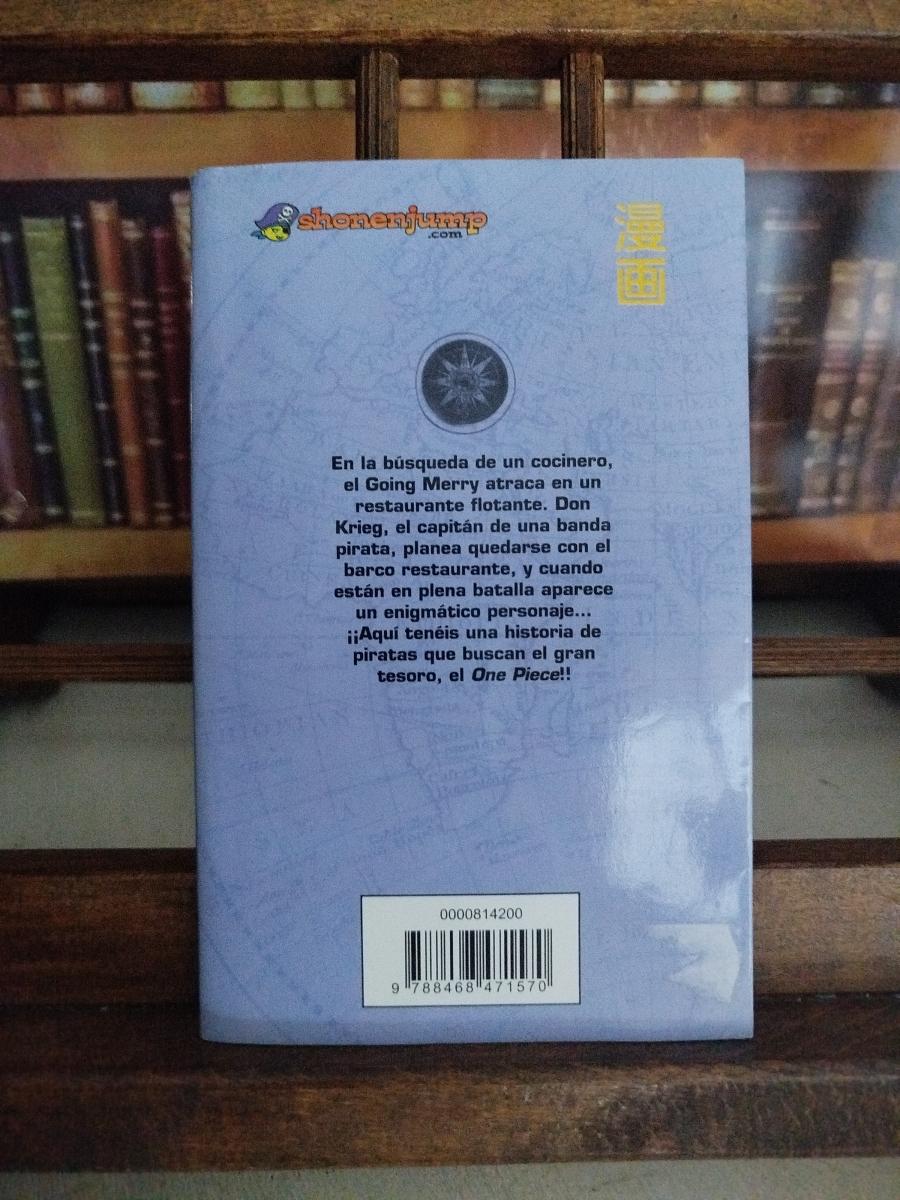 shonenjump
.com
漫
画
En la búsqueda de un cocinero,
el Going Merry atraca en un
restaurante flotante. Don
Krieg, el capitán de una banda
pirata, planea quedarse con el
barco restaurante, y cuando
están en plena batalla aparece
un enigmático personaje...
¡¡Aquí tenéis una historia de
piratas que buscan el gran
tesoro, el One Piece!!
0000814200
9 788468 471570